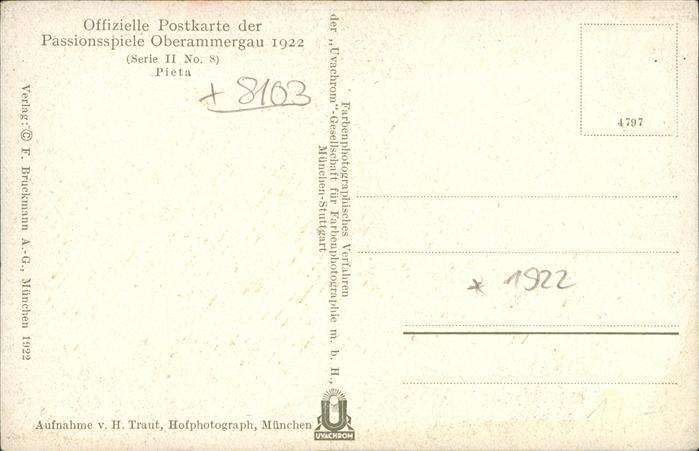 Offizielle Postkarte der
Passionsspiele Oberammergau 1922
(Serie II No. 8)
Pieta
+ 8103
Verlag: © F. Bruckmann A.-G., München 1922
Aufnahme v. H. Traut, Hofphotograph, München
Farbenphotographisches Verfahren
der „Uvachrom"-Gesellschaft für Farbenphotographie m. b. H.,
München-Stuttgart
UVACHROM
4797
* 1922